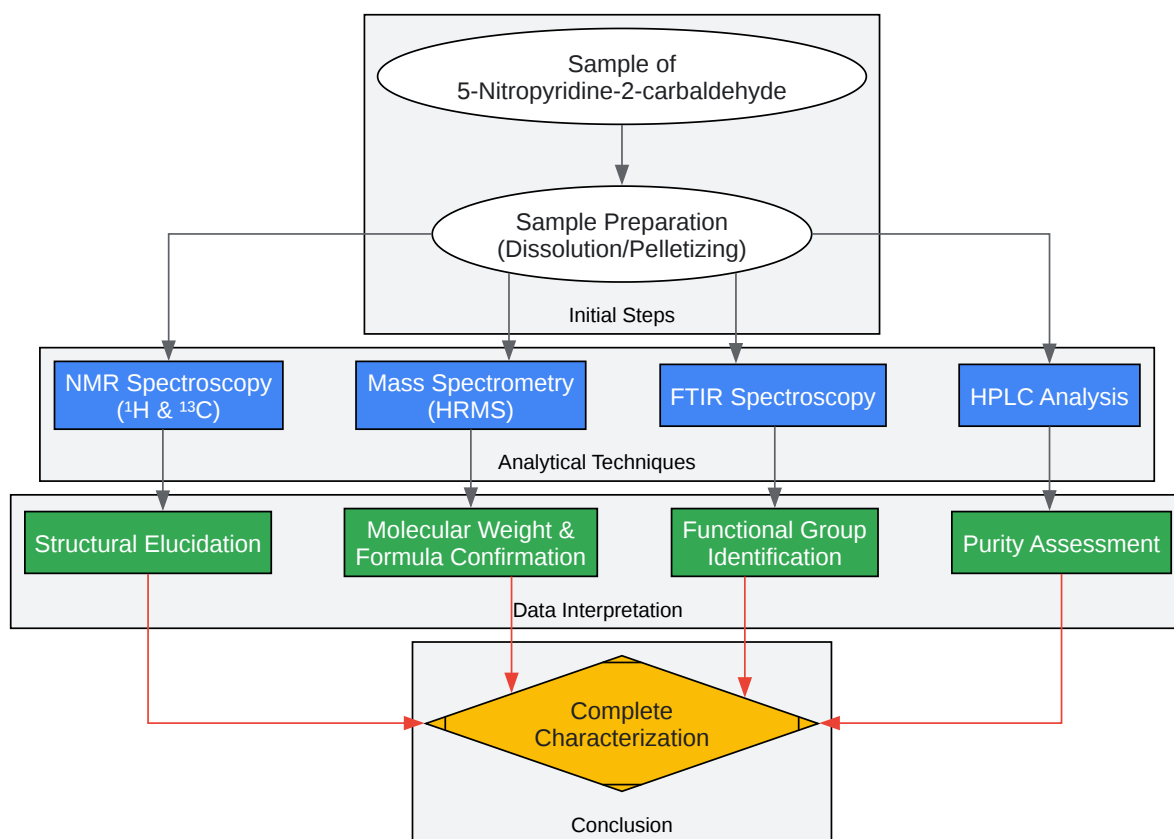 Sample of
5-Nitropyridine-2-carbaldehyde
Sample Preparation
(Dissolution/Pelletizing)
Initial Steps
NMR Spectroscopy
(¹H & ¹³C)
Mass Spectrometry
(HRMS)
FTIR Spectroscopy
HPLC Analysis
Analytical Techniques
Structural Elucidation
Molecular Weight &
Formula Confirmation
Functional Group
Identification
Purity Assessment
Data Interpretation
Complete
Characterization
Conclusion